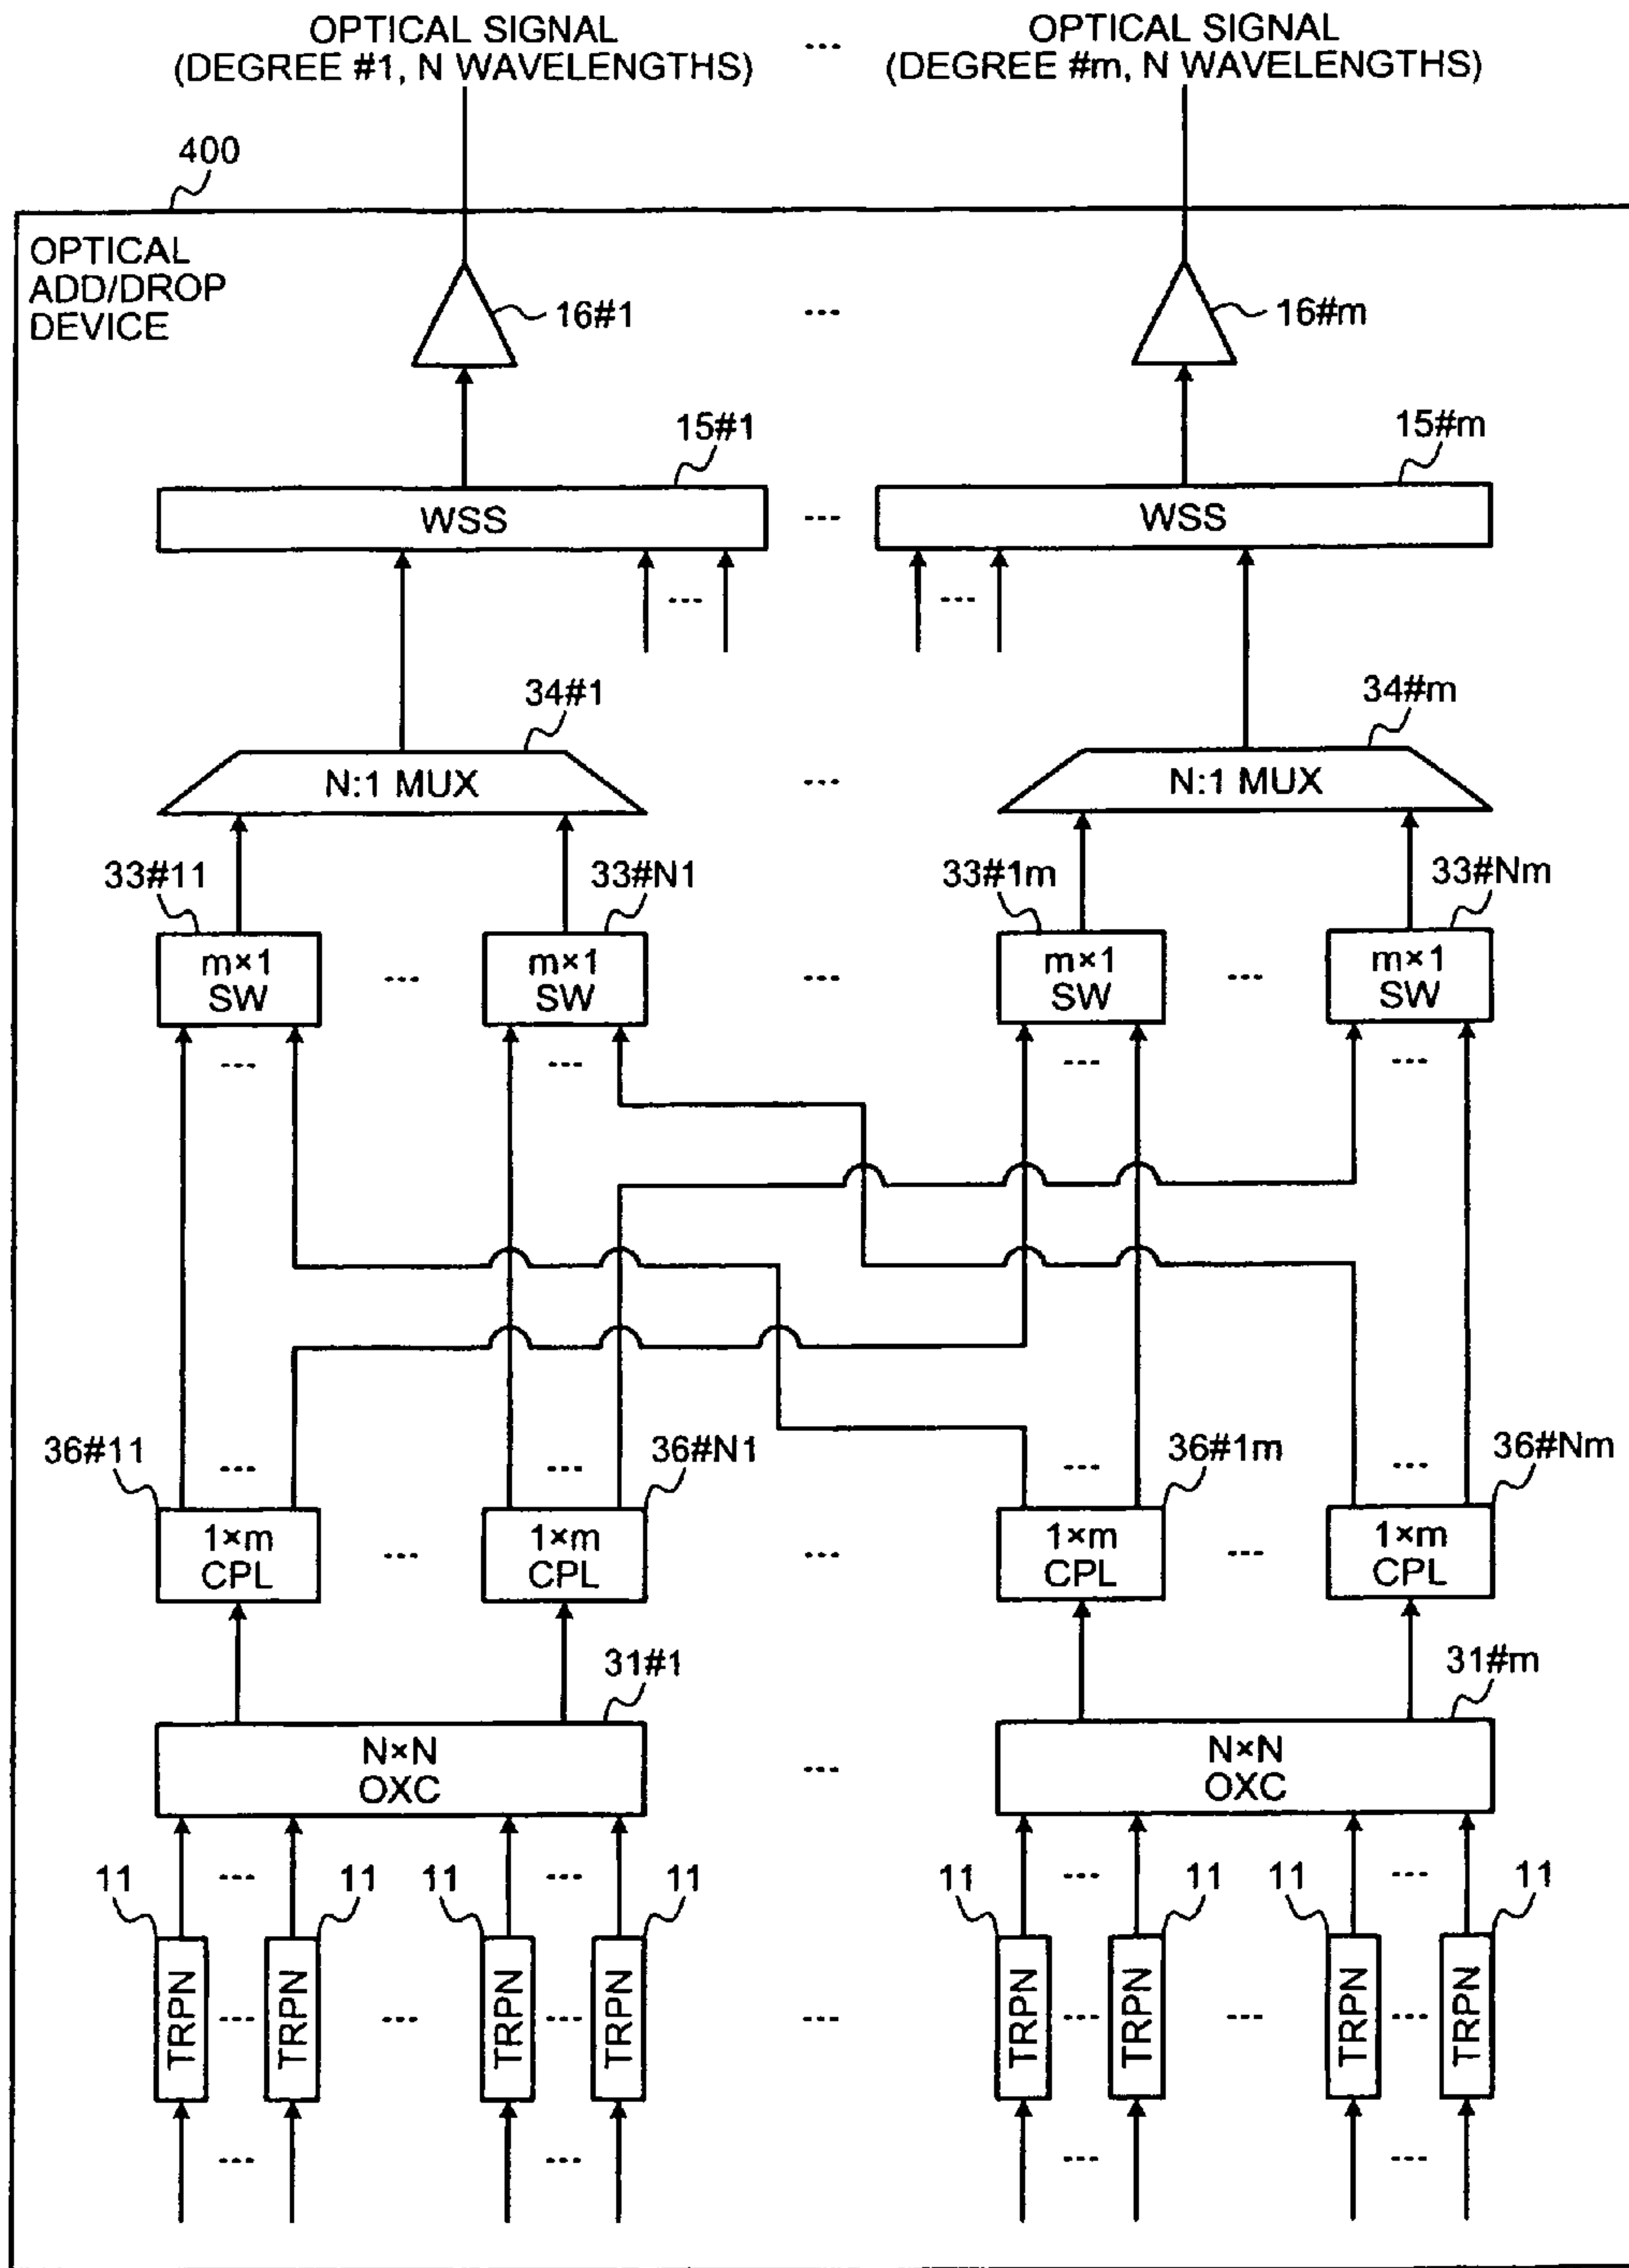 OPTICAL SIGNAL
(DEGREE #1, N WAVELENGTHS)
...
OPTICAL SIGNAL
(DEGREE #m, N WAVELENGTHS)
400
OPTICAL
ADD/DROP
DEVICE
16#1
...
16#m
15#1
15#m
WSS
...
WSS
...
...
34#1
34#m
N:1 MUX
...
N:1 MUX
33#11
33#N1
33#1m
33#Nm
m×1
SW
...
m×1
SW
...
m×1
SW
...
m×1
SW
...
...
...
...
36#11
...
...
36#N1
...
36#1m
...
36#Nm
1×m
CPL
...
1×m
CPL
...
1×m
CPL
...
1×m
CPL
31#1
31#m
N×N
OXC
...
N×N
OXC
11
...
11
11
...
11
11
...
11
11
...
11
TRPN
...
TRPN
...
TRPN
...
TRPN
...
TRPN
...
TRPN
...
TRPN
...
TRPN
...
...
...
...